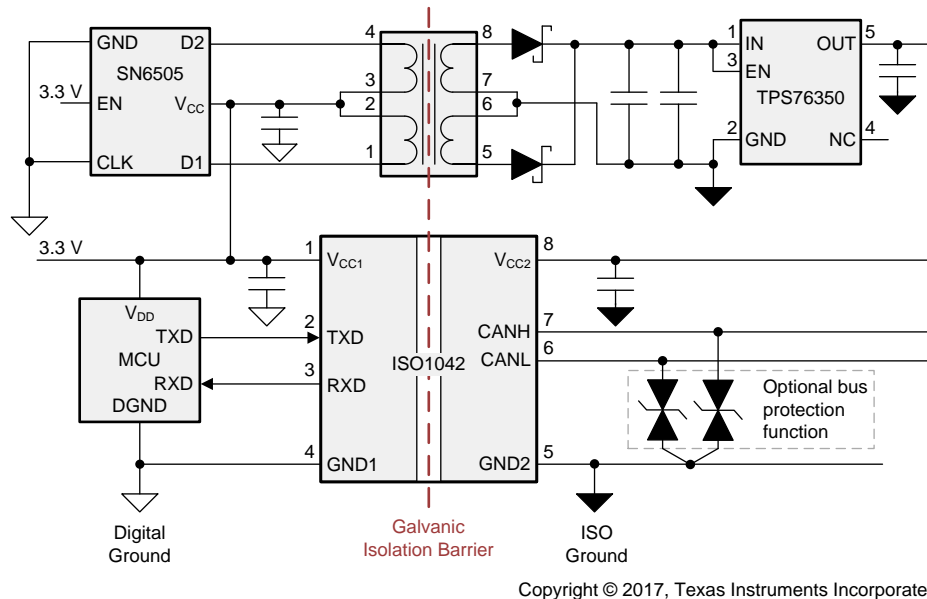 GND
D2
SN6505
3.3 V
EN
VCC
CLK
D1
4
3
2
1
8
7
6
5
1
IN
OUT
5
3
EN
TPS76350
2
GND
NC
4
3.3 V
1
VCC1
VCC2
8
VDD
TXD
MCU
RXD
DGND
2
TXD
3
RXD
ISO1042
CANH
7
CANL
6
Optional bus
protection
function
4
GND1
GND2
5
Digital
Ground
Galvanic
Isolation Barrier
ISO
Ground
Copyright © 2017, Texas Instruments Incorporate